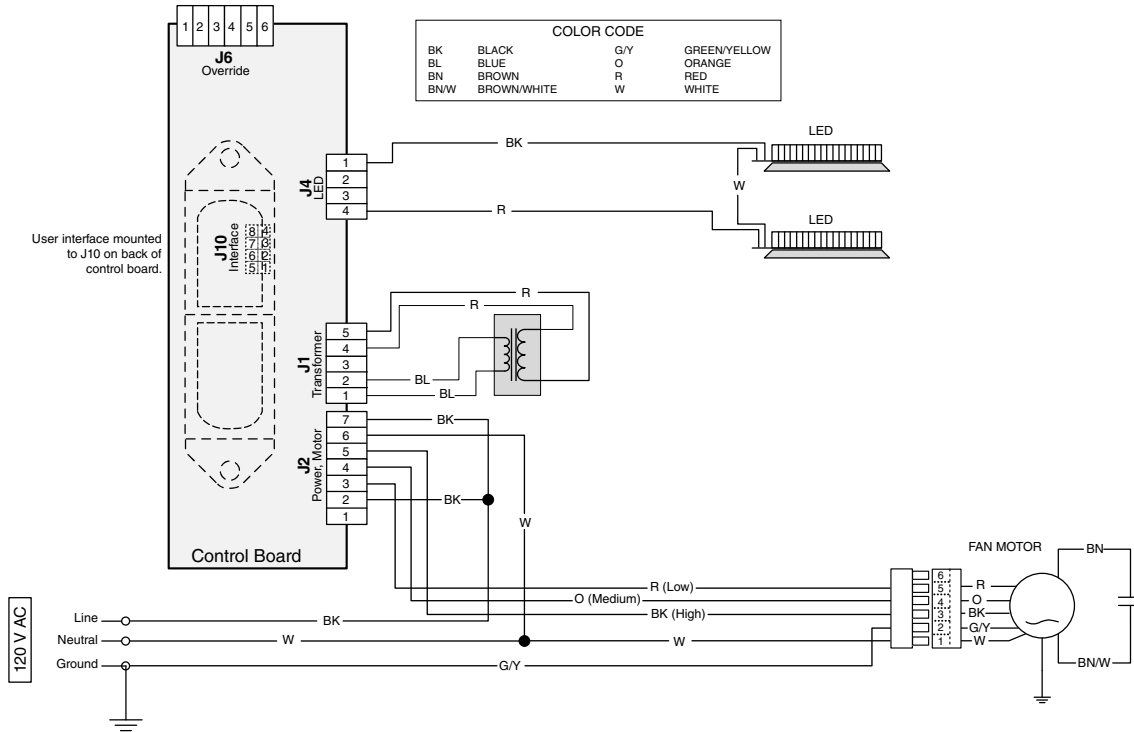 1 2 3 4 5 6
J6
Override
COLOR CODE
BK BLACK G/Y GREEN/YELLOW
BL BLUE O ORANGE
BN BROWN R RED
BN/W BROWN/WHITE W WHITE
LED
BK
1
2
3
4
J4
LED
W
R
LED
User interface mounted
to J10 on back of
control board.
J10
Interface
8 4
7 3
6 2
5 1
R
R
5
4
3
2
1
J1
Transformer
BL
BL
7
6
5
4
3
2
1
J2
Power, Motor
BK
BK
W
Control Board
FAN MOTOR
BN
R (Low)
O (Medium)
BK (High)
6
5
4
3
2
1
R
O
BK
G/Y
W
BN/W
120 V AC
Line
BK
Neutral
W
W
Ground
G/Y